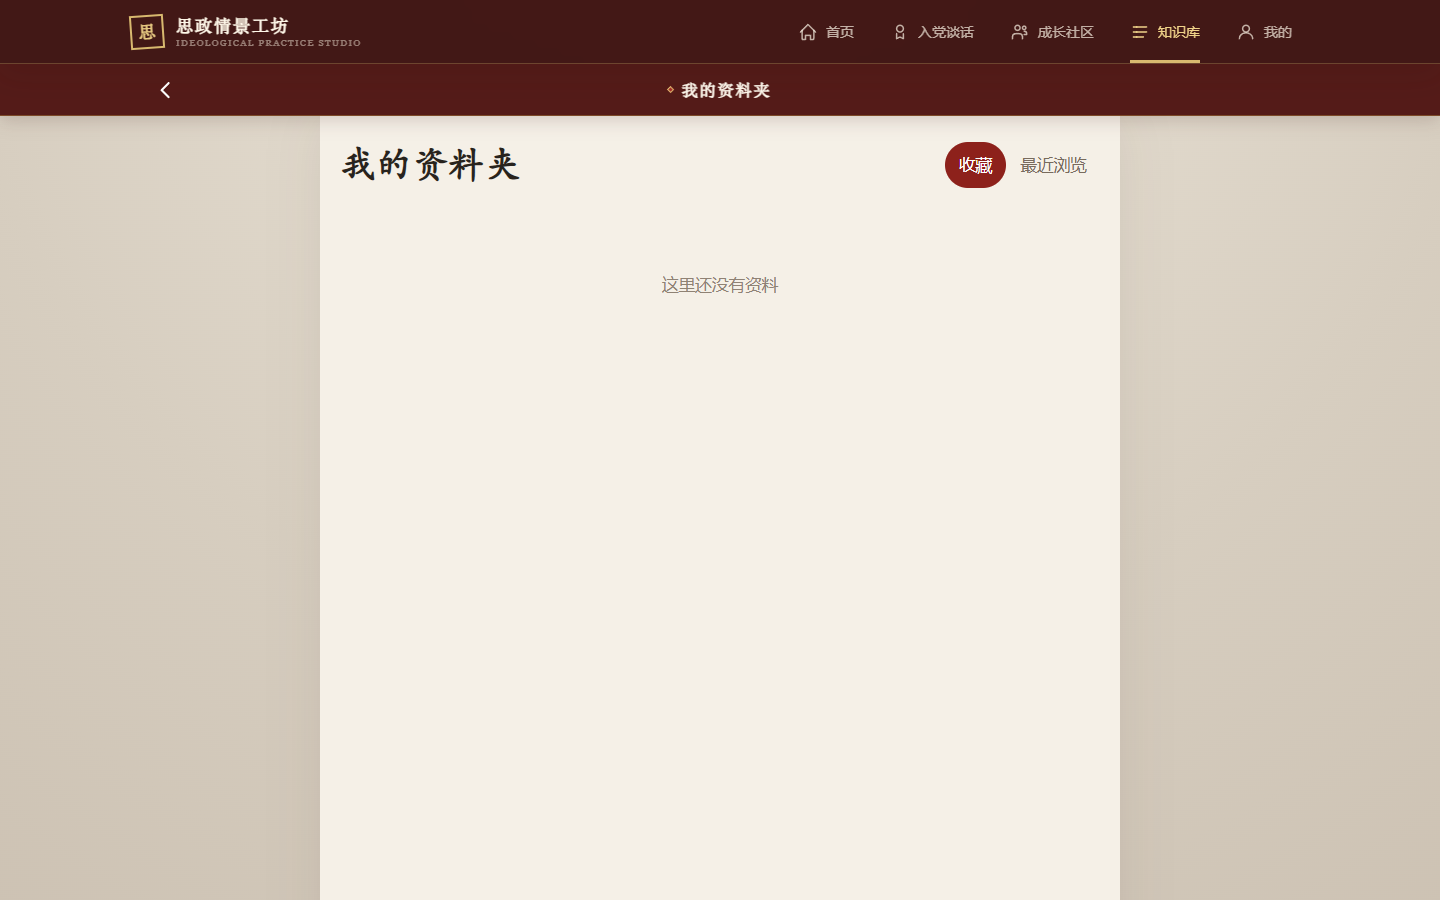 思
思政情景工坊
IDEOLOGICAL PRACTICE STUDIO
首页
入党谈话
成长社区
知识库
我的
我的资料夹
我的资料夹
收藏
最近浏览
这里还没有资料